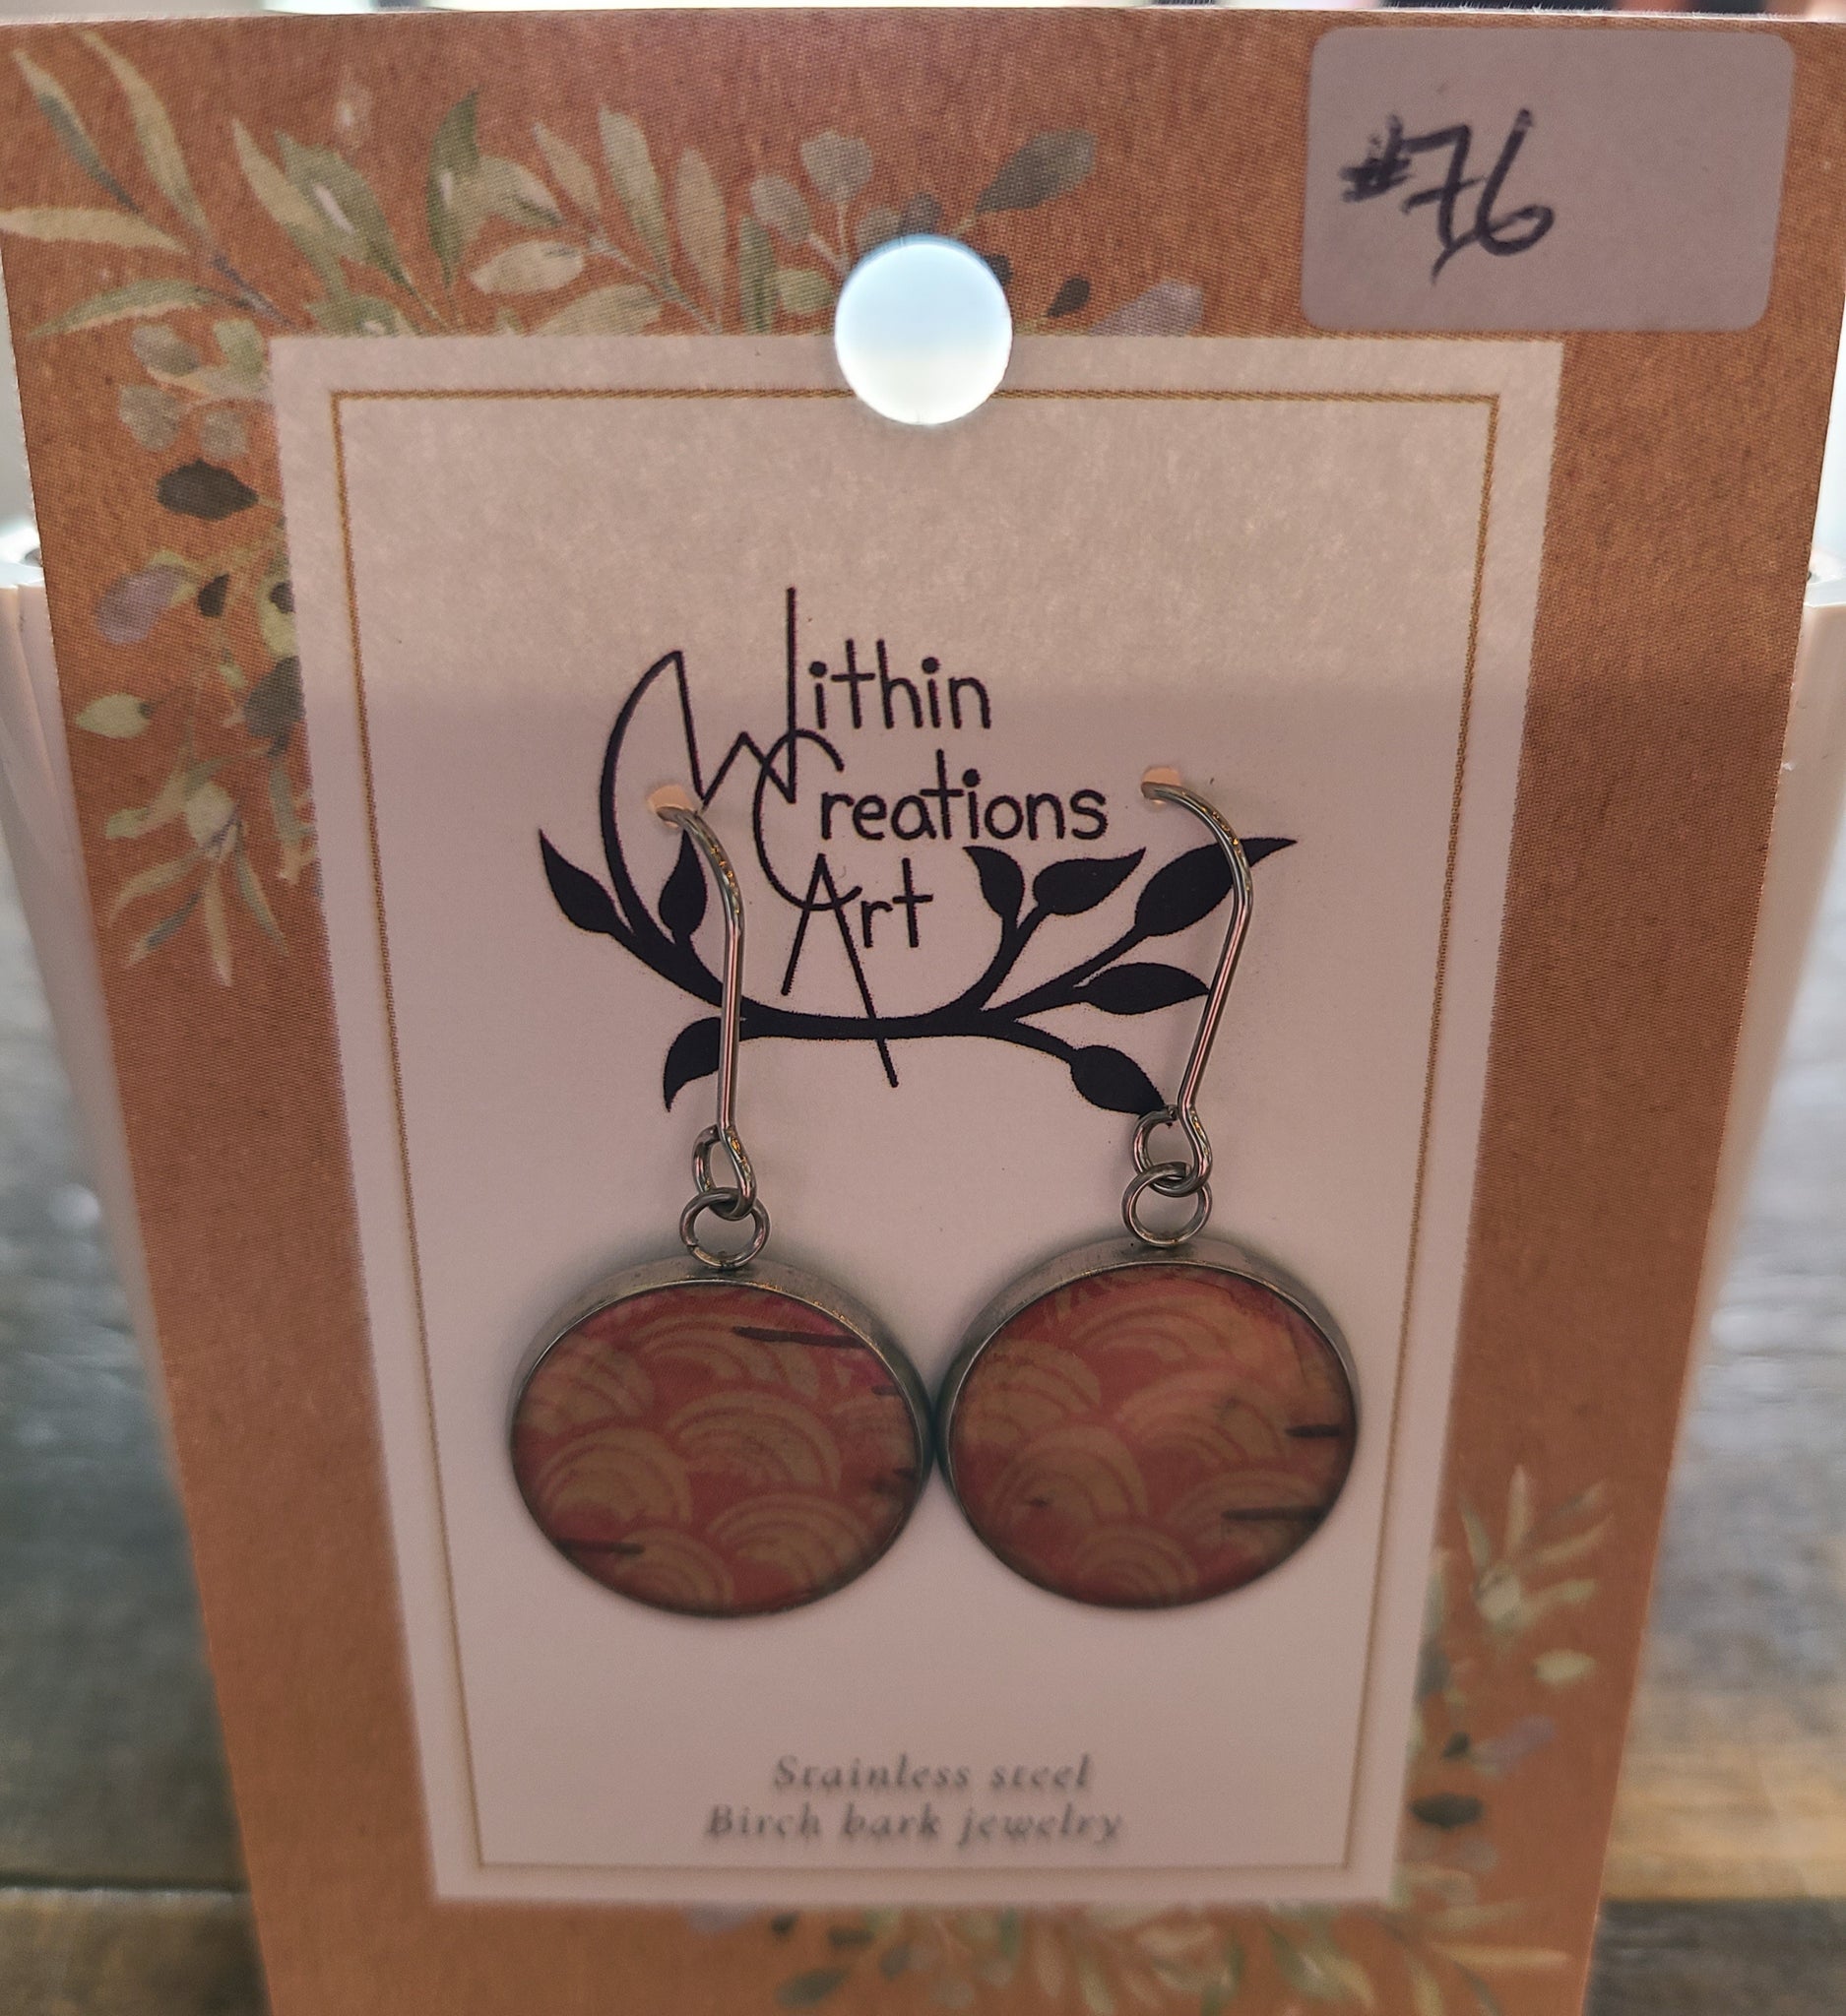 #76
Within
Creations
Art
Stainless steel
Birch bark jewelry